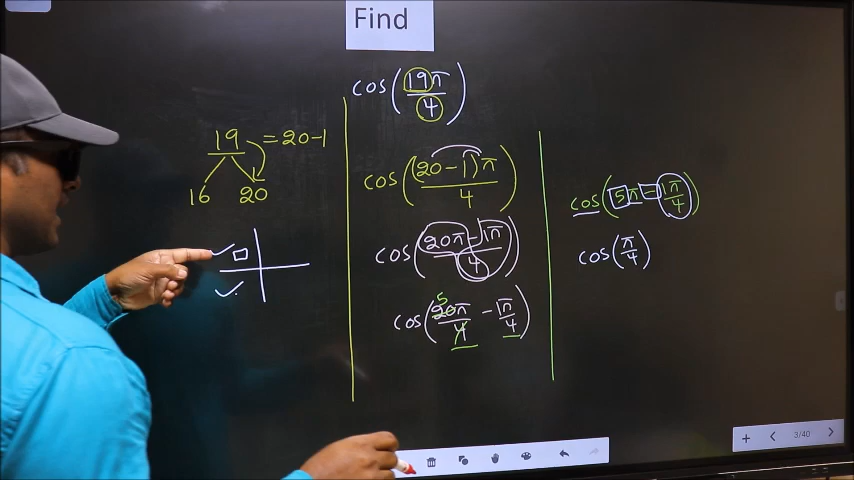 Find
cos(19π/4)
19 = 20-1
16 20
cos((20-1)π/4)
cos(20π-1π/4)
cos(5 20π/4 - 1π/4)
cos(5π-1π/4)
cos(π/4)
3/40